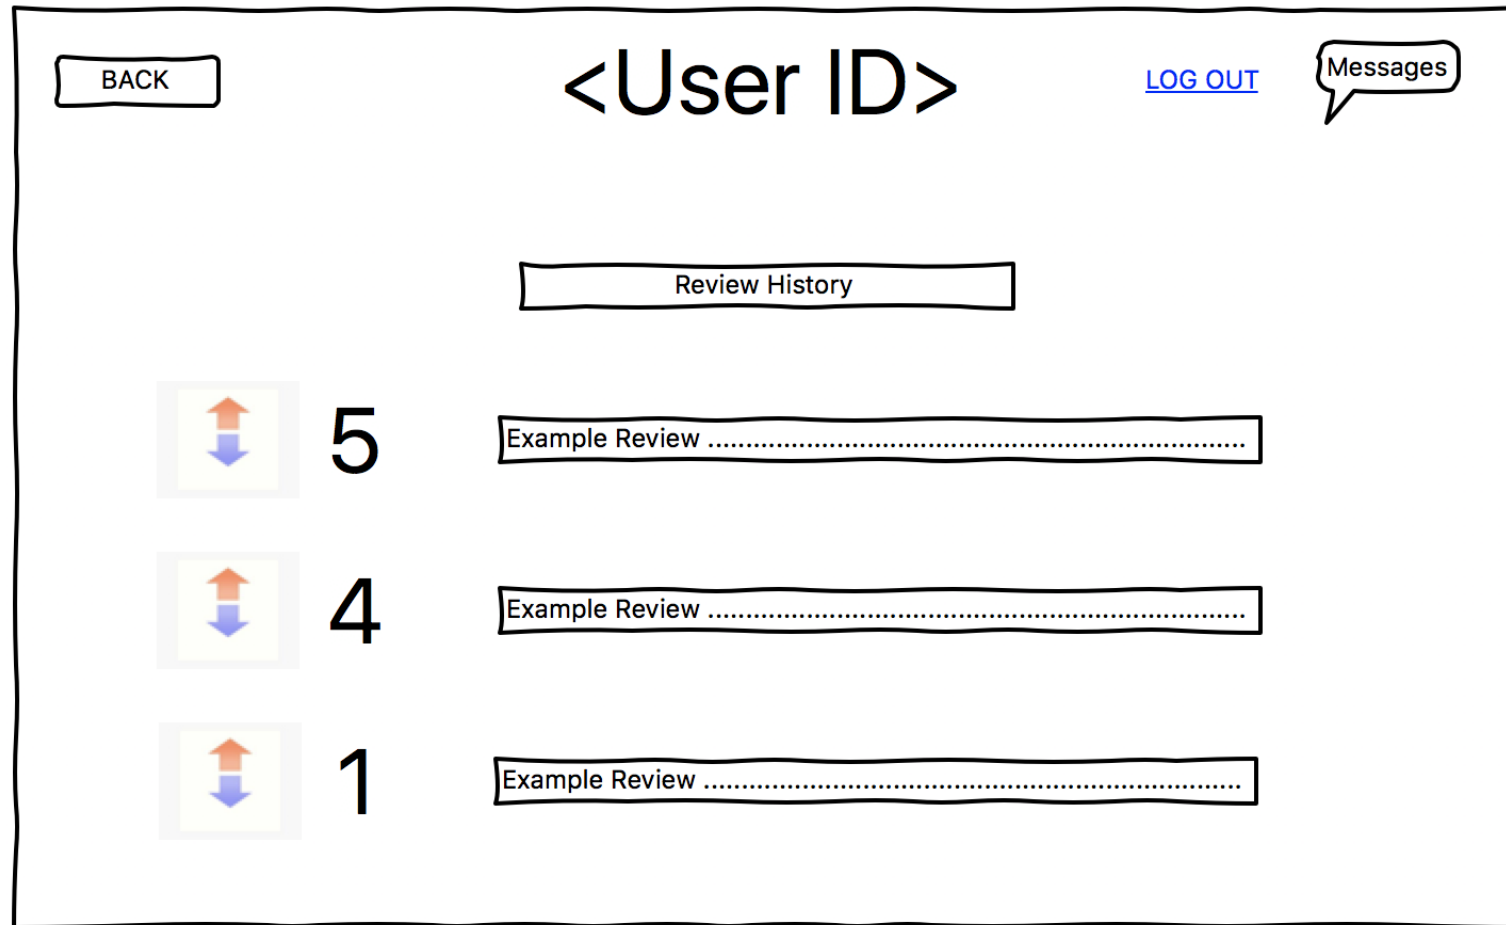 BACK
<User ID>
LOG OUT
Messages
Review History
5
Example Review .......................................................................
4
Example Review .......................................................................
1
Example Review .......................................................................